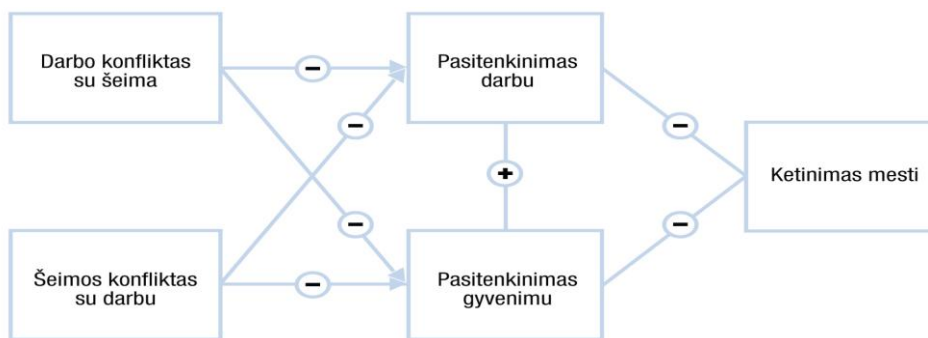 Darbo konfliktas
su šeima
−
Pasitenkinimas
darbu
−
−
+
Ketinimas mesti
−
−
Šeimos konfliktas
su darbu
−
Pasitenkinimas
gyvenimu